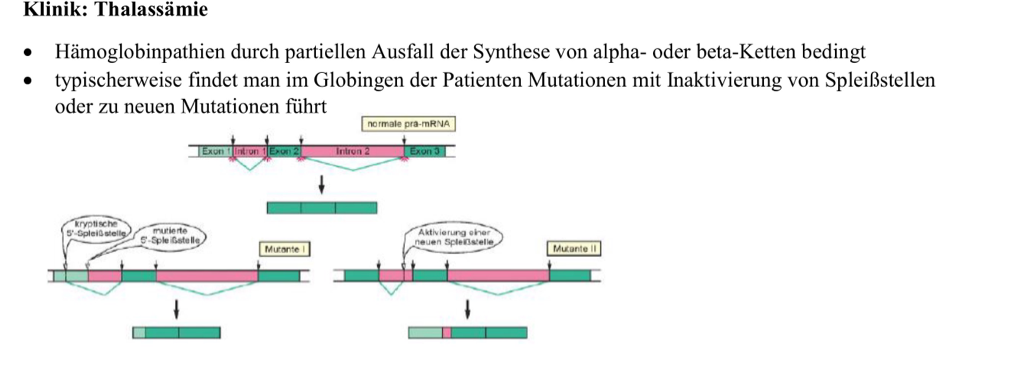 Klinik: Thalassämie
• Hämoglobinpathien durch partiellen Ausfall der Synthese von alpha- oder beta-Ketten bedingt
• typischerweise findet man im Globingen der Patienten Mutationen mit Inaktivierung von Spleißstellen
oder zu neuen Mutationen führt
normale prä-mRNA
Exon 1 Intron 1 Exon 2 Intron 2 Exon 3
kryptische
5'-Spleißstelle
mutierte
5'-Spleißstelle
Mutante I
Aktivierung einer
neuen Spleißstelle
Mutante II